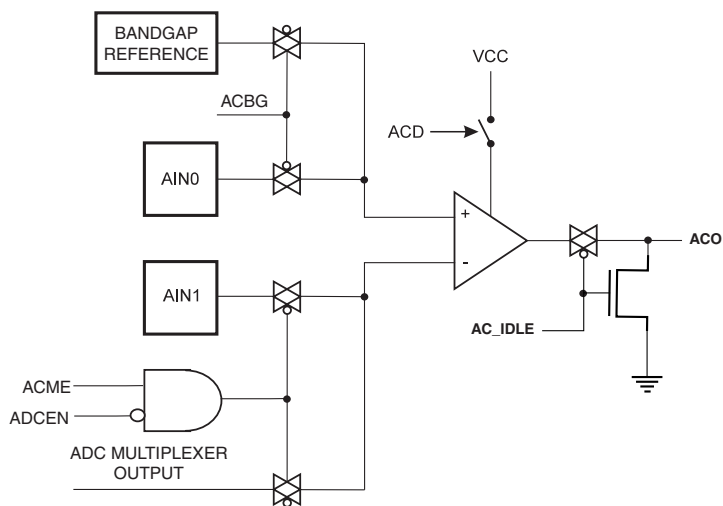 BANDGAP
REFERENCE
VCC
ACBG
ACD
AIN0
+
-
ACO
AIN1
AC_IDLE
ACME
ADCEN
ADC MULTIPLEXER
OUTPUT